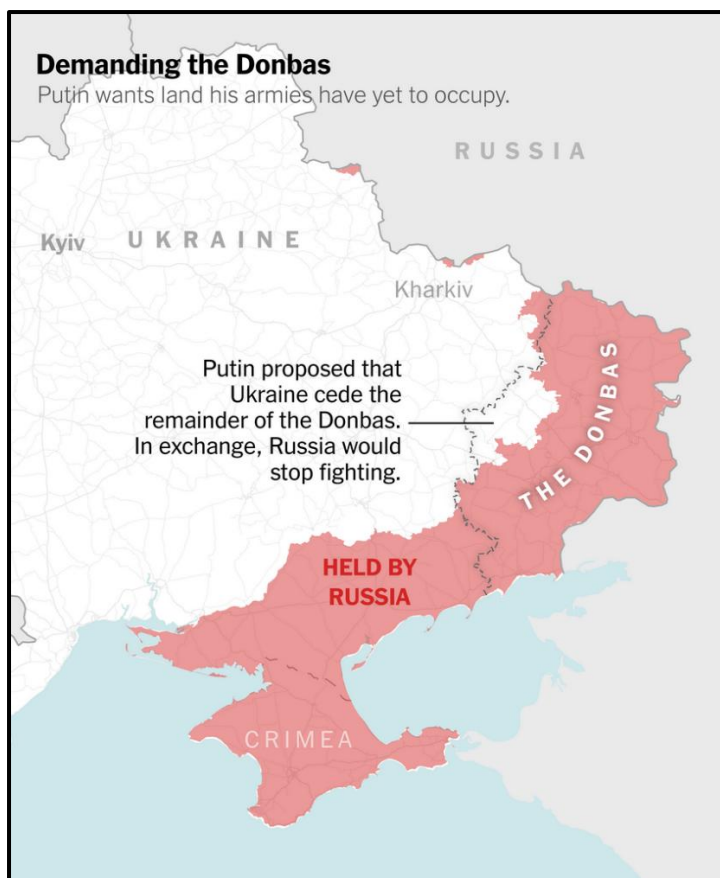 Demanding the Donbas
Putin wants land his armies have yet to occupy.
RUSSIA
Kyiv
UKRAINE
Kharkiv
Putin proposed that
Ukraine cede the
remainder of the Donbas.
In exchange, Russia would
stop fighting.
THE DONBAS
HELD BY
RUSSIA
CRIMEA